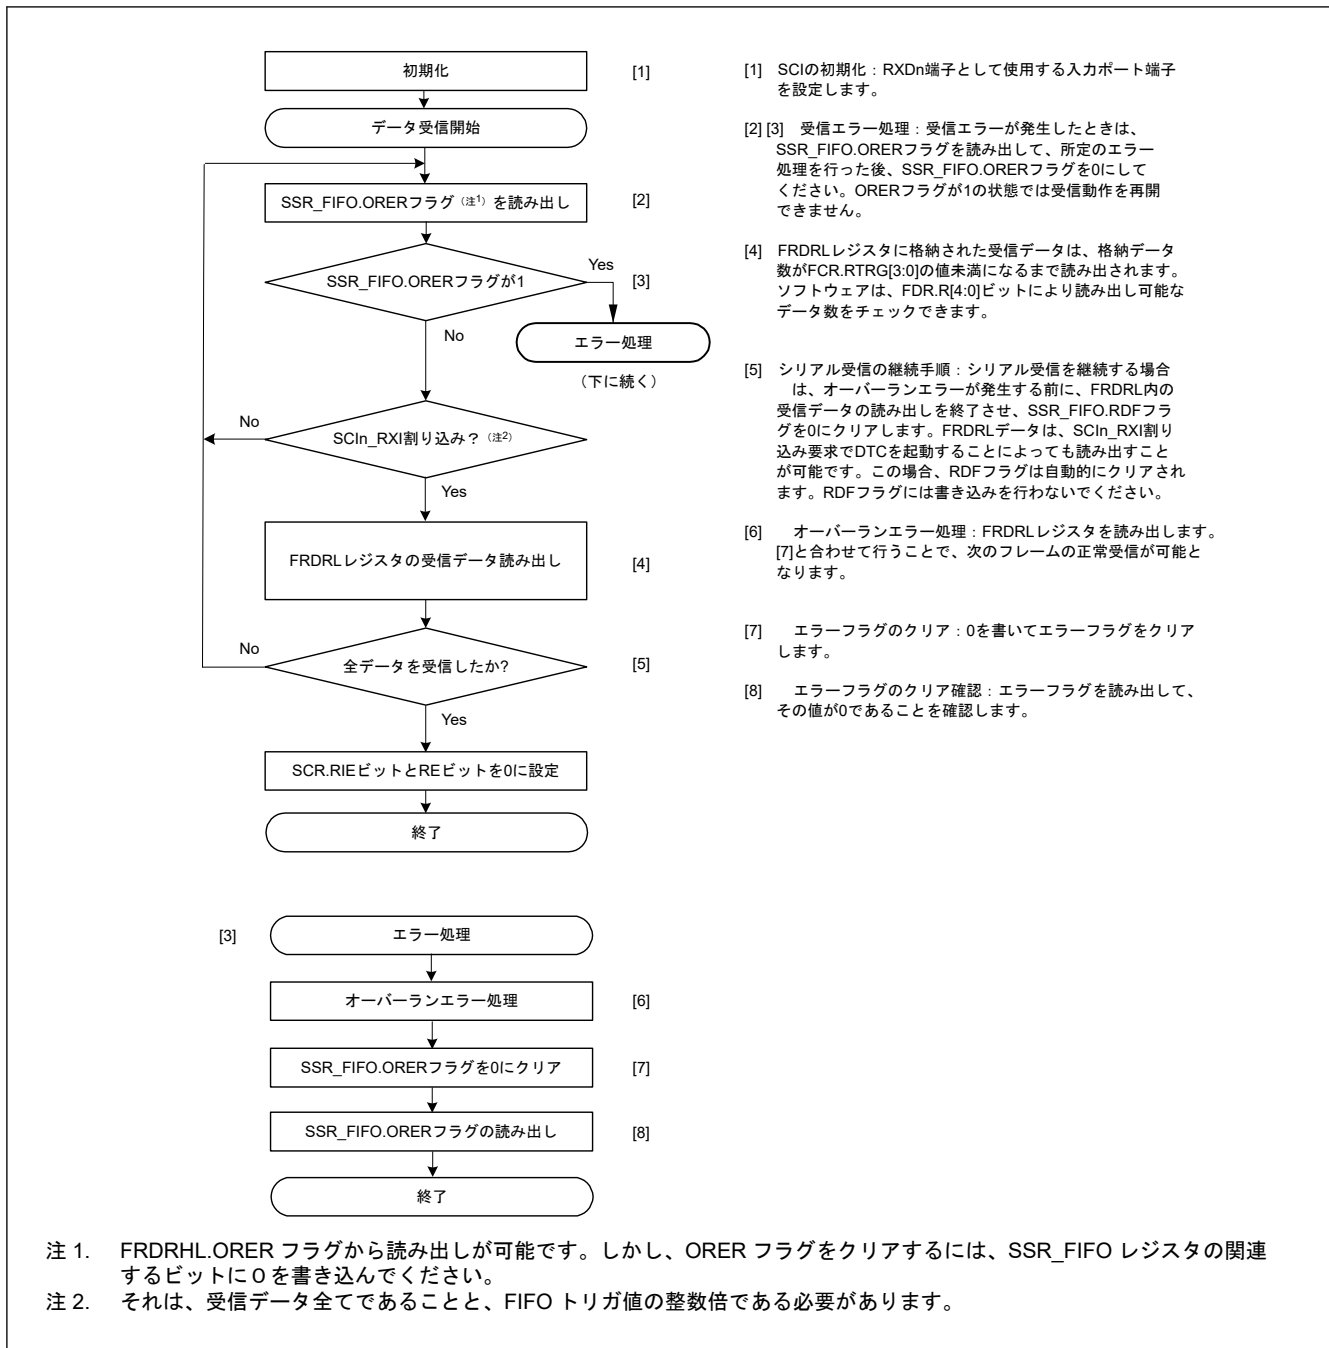 初期化
[1]
データ受信開始
SSR_FIFO.ORERフラグ（注1）を読み出し
[2]
SSR_FIFO.ORERフラグが1
Yes
[3]
No
エラー処理
（下に続く）
No
SCIn_RXI割り込み？（注2）
Yes
FRDRLレジスタの受信データ読み出し
[4]
No
全データを受信したか?
[5]
Yes
SCR.RIEビットとREビットを0に設定
終了
[1] SCIの初期化：RXDn端子として使用する入力ポート端子
を設定します。
[2] [3] 受信エラー処理：受信エラーが発生したときは、
SSR_FIFO.ORERフラグを読み出して、所定のエラー
処理を行った後、SSR_FIFO.ORERフラグを0にして
ください。ORERフラグが1の状態では受信動作を再開
できません。
[4] FRDRLレジスタに格納された受信データは、格納データ
数がFCR.RTRG[3:0]の値未満になるまで読み出されます。
ソフトウェアは、FDR.R[4:0]ビットにより読み出し可能な
データ数をチェックできます。
[5] シリアル受信の継続手順：シリアル受信を継続する場合
は、オーバーランエラーが発生する前に、FRDRL内の
受信データの読み出しを終了させ、SSR_FIFO.RDFフラ
グを0にクリアします。FRDRLデータは、SCIn_RXI割り
込み要求でDTCを起動することによっても読み出すこと
が可能です。この場合、RDFフラグは自動的にクリアされ
ます。RDFフラグには書き込みを行わないでください。
[6] オーバーランエラー処理：FRDRLレジスタを読み出します。
[7]と合わせて行うことで、次のフレームの正常受信が可能と
なります。
[7] エラーフラグのクリア：0を書いてエラーフラグをクリア
します。
[8] エラーフラグのクリア確認：エラーフラグを読み出して、
その値が0であることを確認します。
[3]
エラー処理
オーバーランエラー処理
[6]
SSR_FIFO.ORERフラグを0にクリア
[7]
SSR_FIFO.ORERフラグの読み出し
[8]
終了
注 1. FRDRHL.ORER フラグから読み出しが可能です。しかし、ORER フラグをクリアするには、SSR_FIFO レジスタの関連
するビットに０を書き込んでください。
注 2. それは、受信データ全てであることと、FIFO トリガ値の整数倍である必要があります。